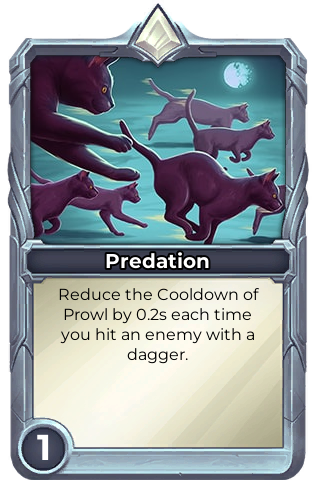 Predation
Reduce the Cooldown of
Prowl by 0.2s each time
you hit an enemy with a
dagger.
1